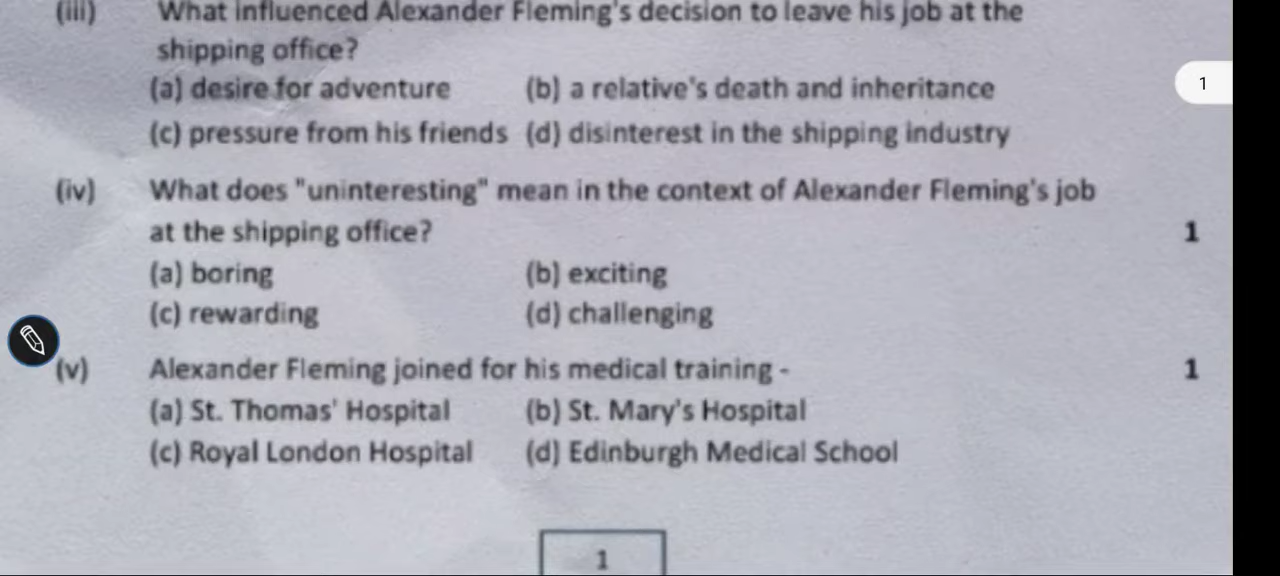 (iii) What influenced Alexander Fleming's decision to leave his job at the
shipping office?
(a) desire for adventure (b) a relative's death and inheritance
(c) pressure from his friends (d) disinterest in the shipping industry
(iv) What does "uninteresting" mean in the context of Alexander Fleming's job
at the shipping office? 1
(a) boring (b) exciting
(c) rewarding (d) challenging
(v) Alexander Fleming joined for his medical training - 1
(a) St. Thomas' Hospital (b) St. Mary's Hospital
(c) Royal London Hospital (d) Edinburgh Medical School
1
1